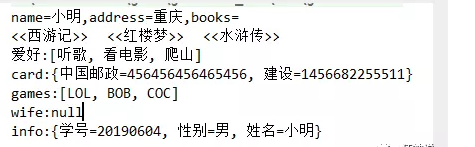 name=小明,address=重庆,books=
<<西游记>>  <<红楼梦>>  <<水浒传>>
爱好:[听歌, 看电影, 爬山]
card:{中国邮政=456456456465456, 建设=1456682255511}
games:[LOL, BOB, COC]
wife:null
info:{学号=20190604, 性别=男, 姓名=小明}